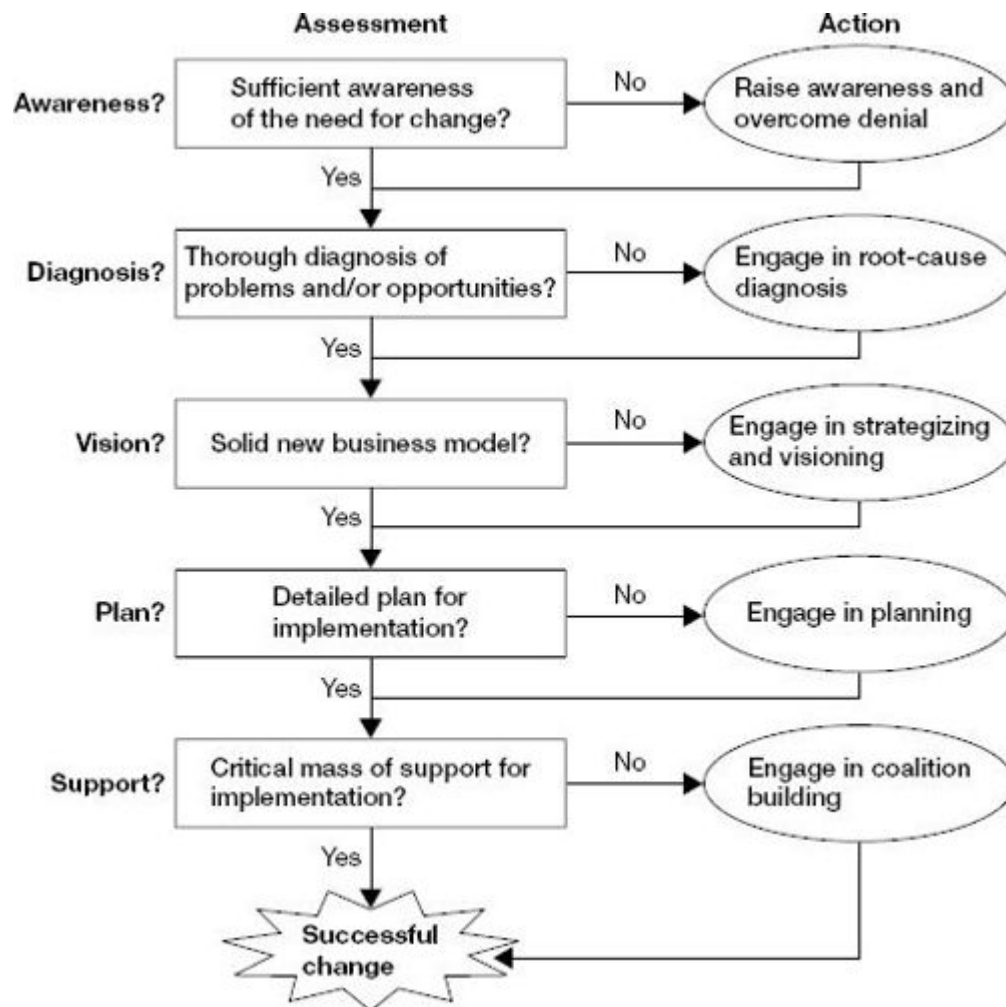 Assessment
Action
Awareness?
Sufficient awareness
of the need for change?
No
Raise awareness and
overcome denial
Yes
Diagnosis?
Thorough diagnosis of
problems and/or opportunities?
No
Engage in root-cause
diagnosis
Yes
Vision?
Solid new business model?
No
Engage in strategizing
and visioning
Yes
Plan?
Detailed plan for
implementation?
No
Engage in planning
Yes
Support?
Critical mass of support for
implementation?
No
Engage in coalition
building
Yes
Successful
change